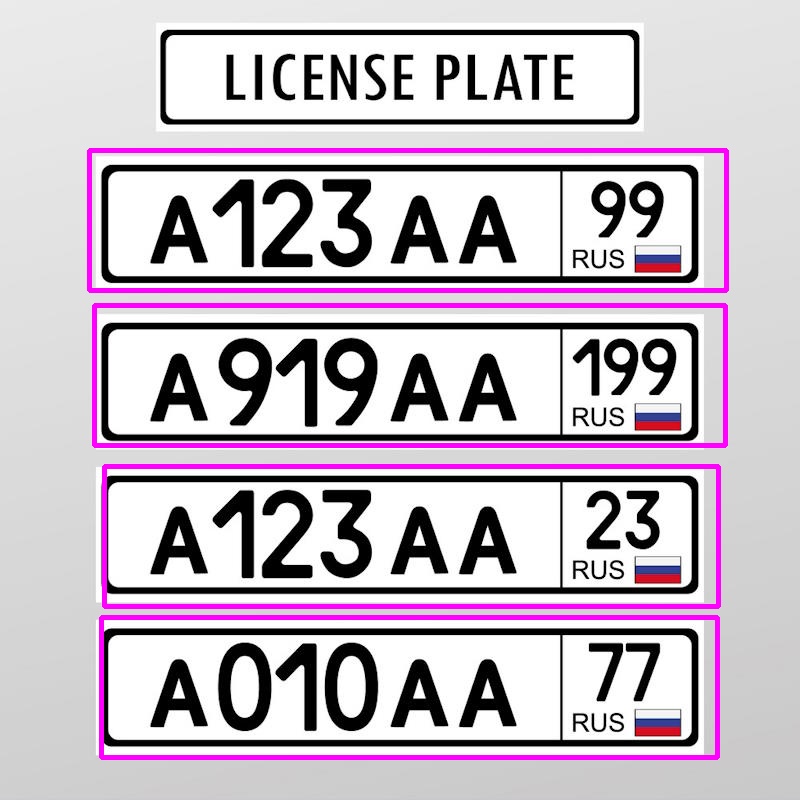 LICENSE PLATE
A123AA 99
RUS
A919AA 199
RUS
A123AA 23
RUS
A010AA 77
RUS